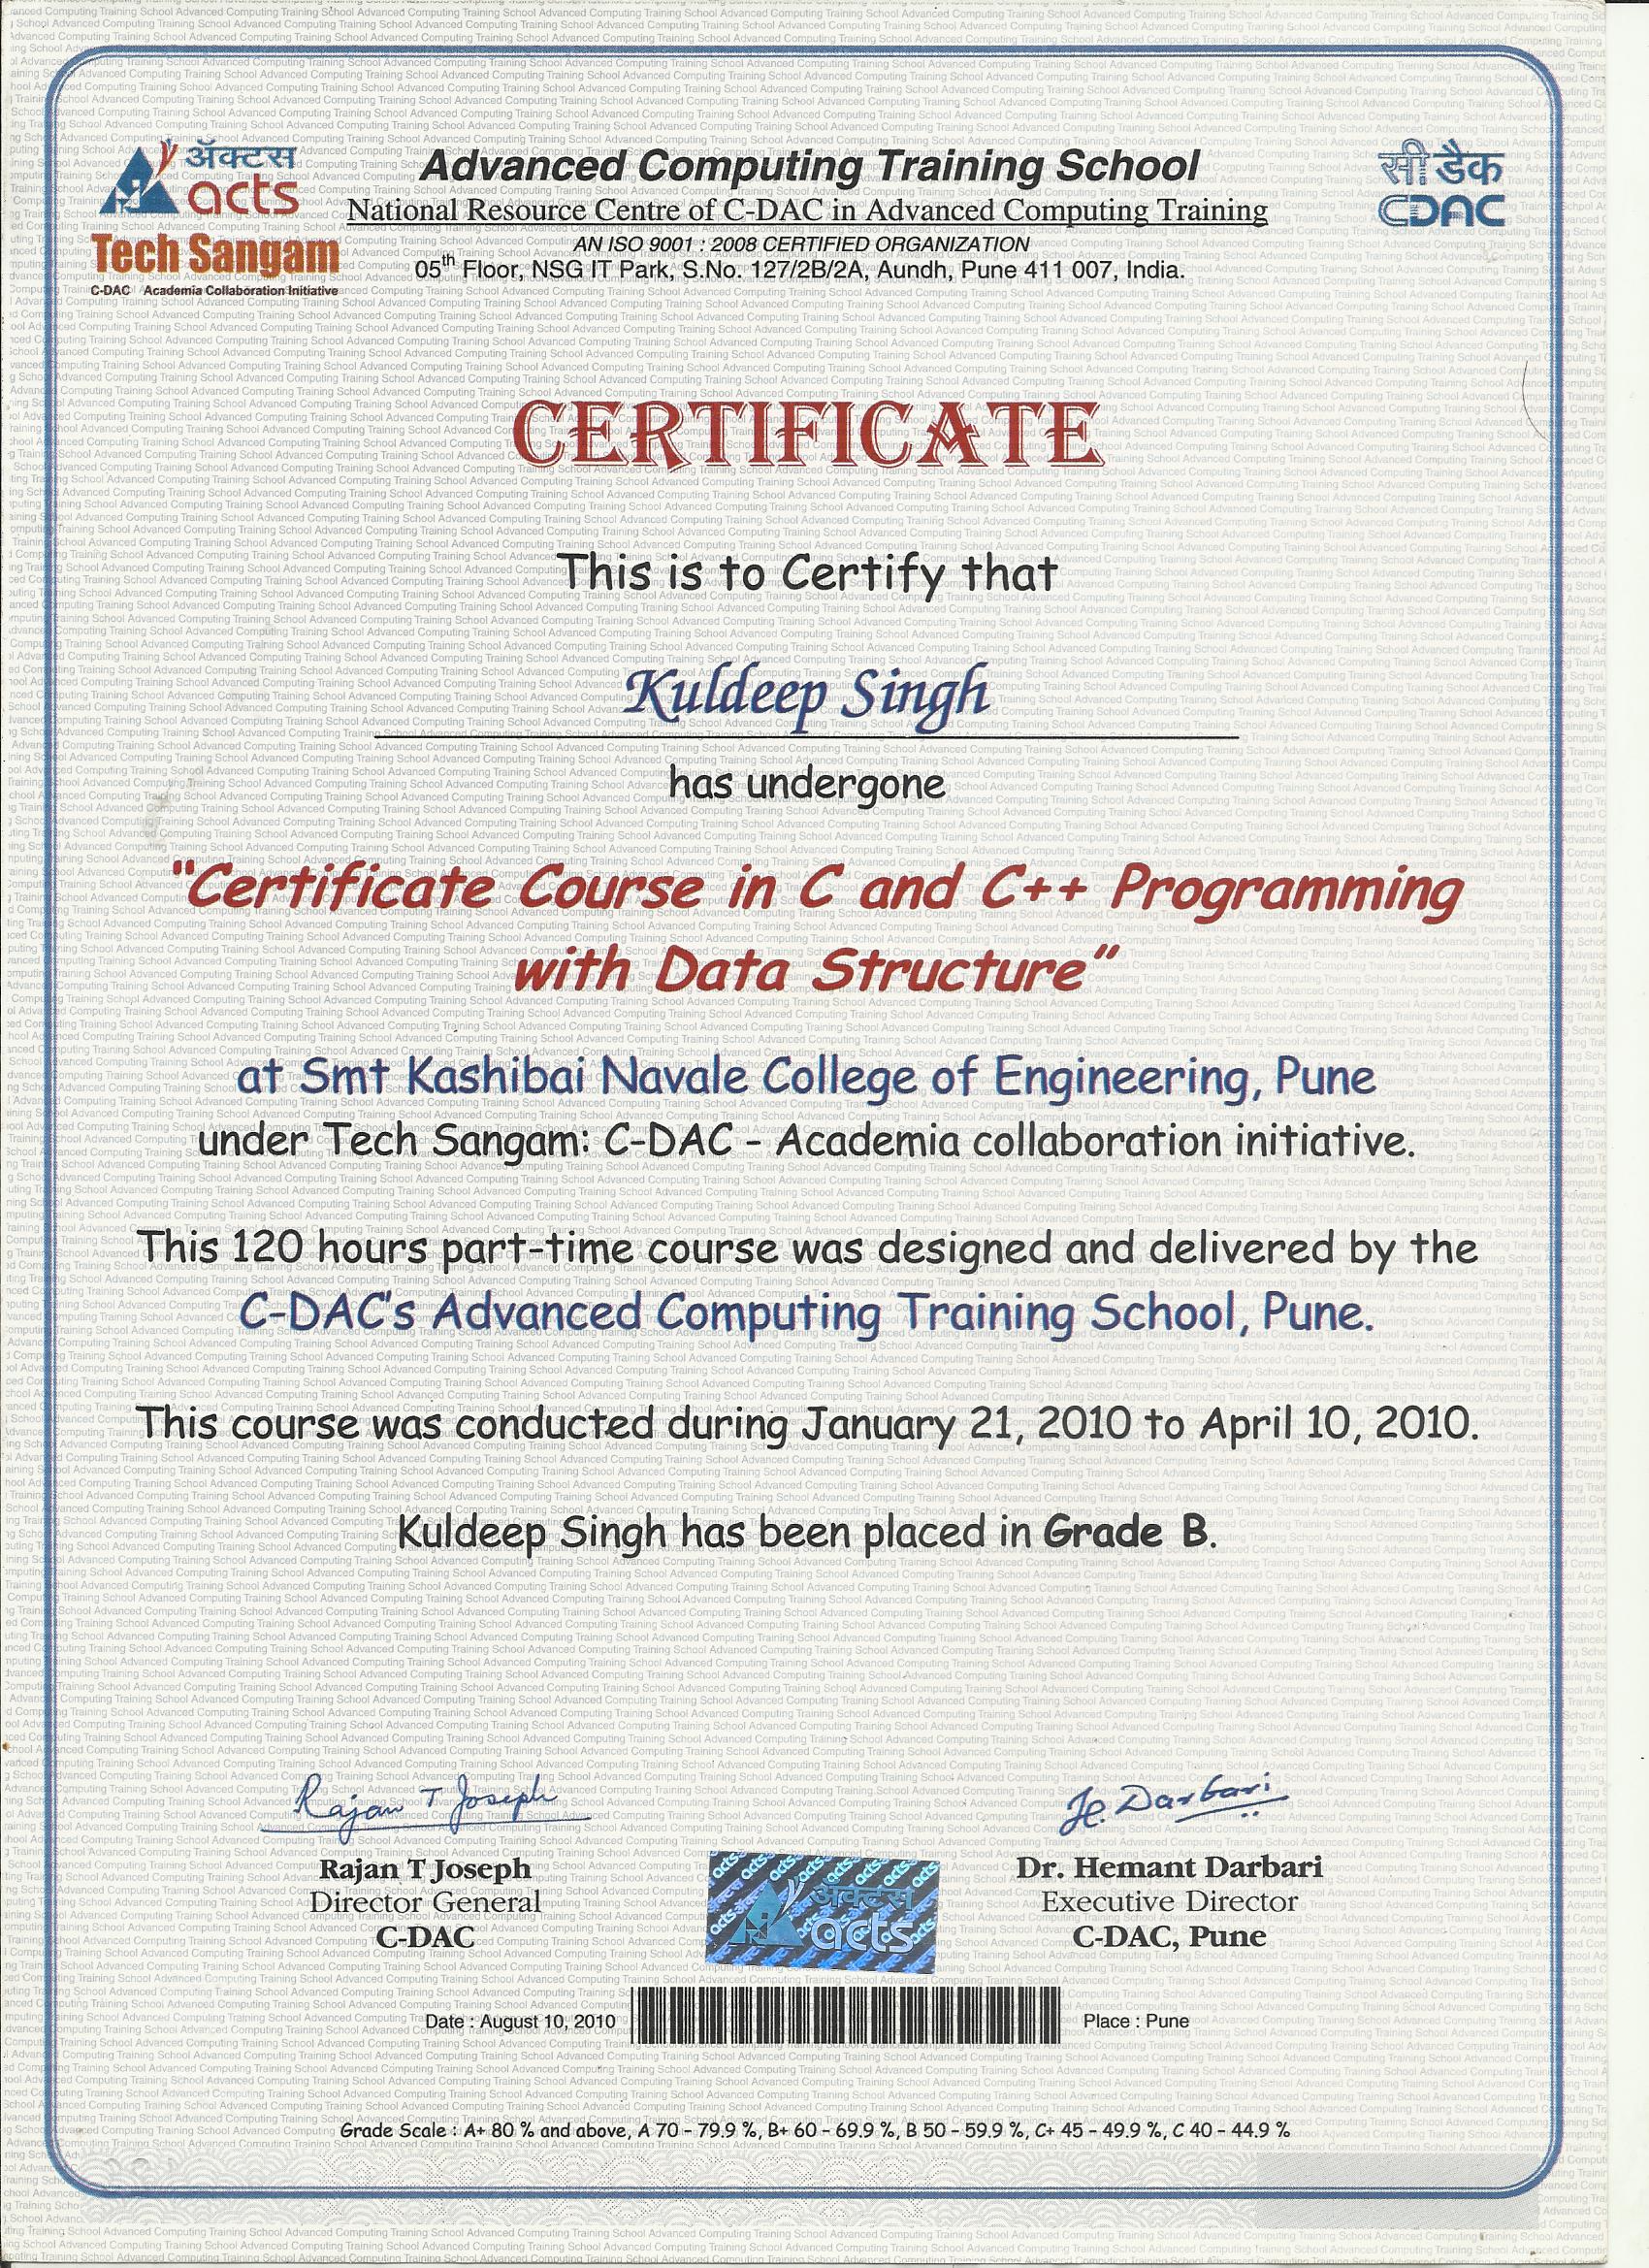 ॲक्टस
acts
Tech Sangam
C-DAC Academia Collaboration Initiative
Advanced Computing Training School
National Resource Centre of C-DAC in Advanced Computing Training
AN ISO 9001 : 2008 CERTIFIED ORGANIZATION
05th Floor, NSG IT Park, S.No. 127/2B/2A, Aundh, Pune 411 007, India.
सी डैक
CDAC
CERTIFICATE
This is to Certify that
Kuldeep Singh
has undergone
"Certificate Course in C and C++ Programming
with Data Structure"
at Smt Kashibai Navale College of Engineering, Pune
under Tech Sangam: C-DAC - Academia collaboration initiative.
This 120 hours part-time course was designed and delivered by the
C-DAC's Advanced Computing Training School, Pune.
This course was conducted during January 21, 2010 to April 10, 2010.
Kuldeep Singh has been placed in Grade B.
Rajan T Joseph
H. Darbari
Rajan T Joseph
Director General
C-DAC
ॲक्टस
acts
Dr. Hemant Darbari
Executive Director
C-DAC, Pune
Date : August 10, 2010
Place : Pune
Grade Scale : A+ 80 % and above, A 70 - 79.9 %, B+ 60 - 69.9 %, B 50 - 59.9 %, C+ 45 - 49.9 %, C 40 - 44.9 %